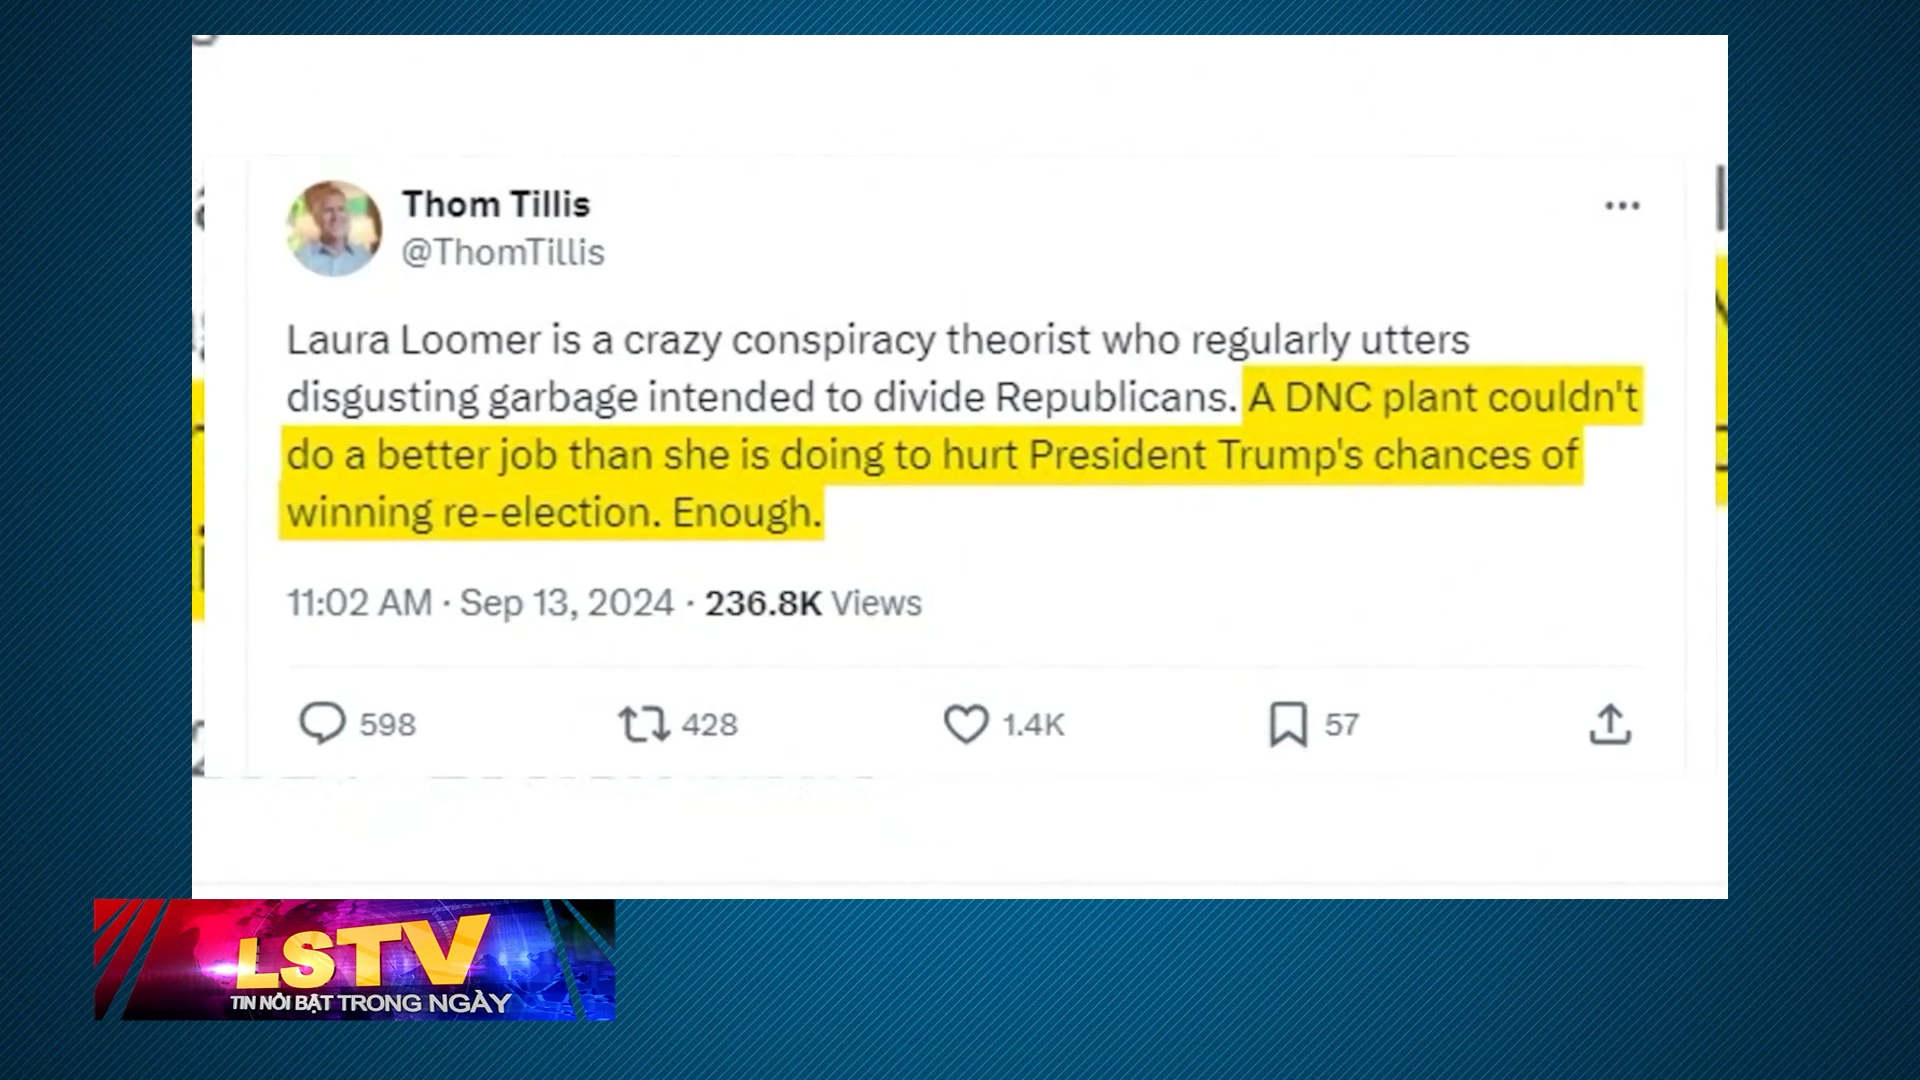 Thom Tillis
@ThomTillis
Laura Loomer is a crazy conspiracy theorist who regularly utters
disgusting garbage intended to divide Republicans. A DNC plant couldn't
do a better job than she is doing to hurt President Trump's chances of
winning re-election. Enough.
11:02 AM · Sep 13, 2024 · 236.8K Views
598 428 1.4K 57
LSTV
TIN NỔI BẬT TRONG NGÀY